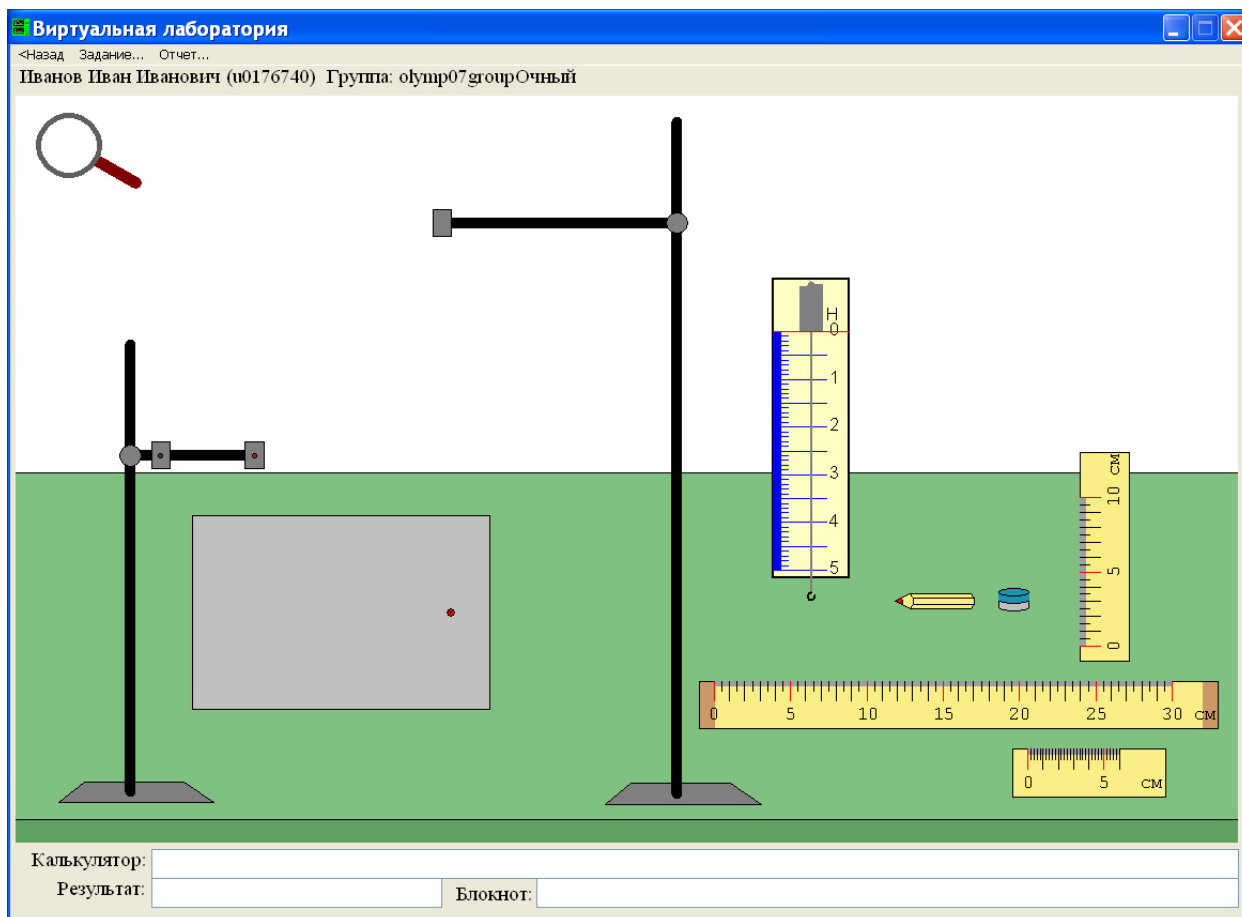 Виртуальная лаборатория
<Назад Задание... Отчет...
Иванов Иван Иванович (u0176740) Группа: olymp07groupОчный
Н
0
1
2
3
4
5
10 см
5
0
0 5 10 15 20 25 30 см
0 5 см
Калькулятор:
Результат: Блокнот: